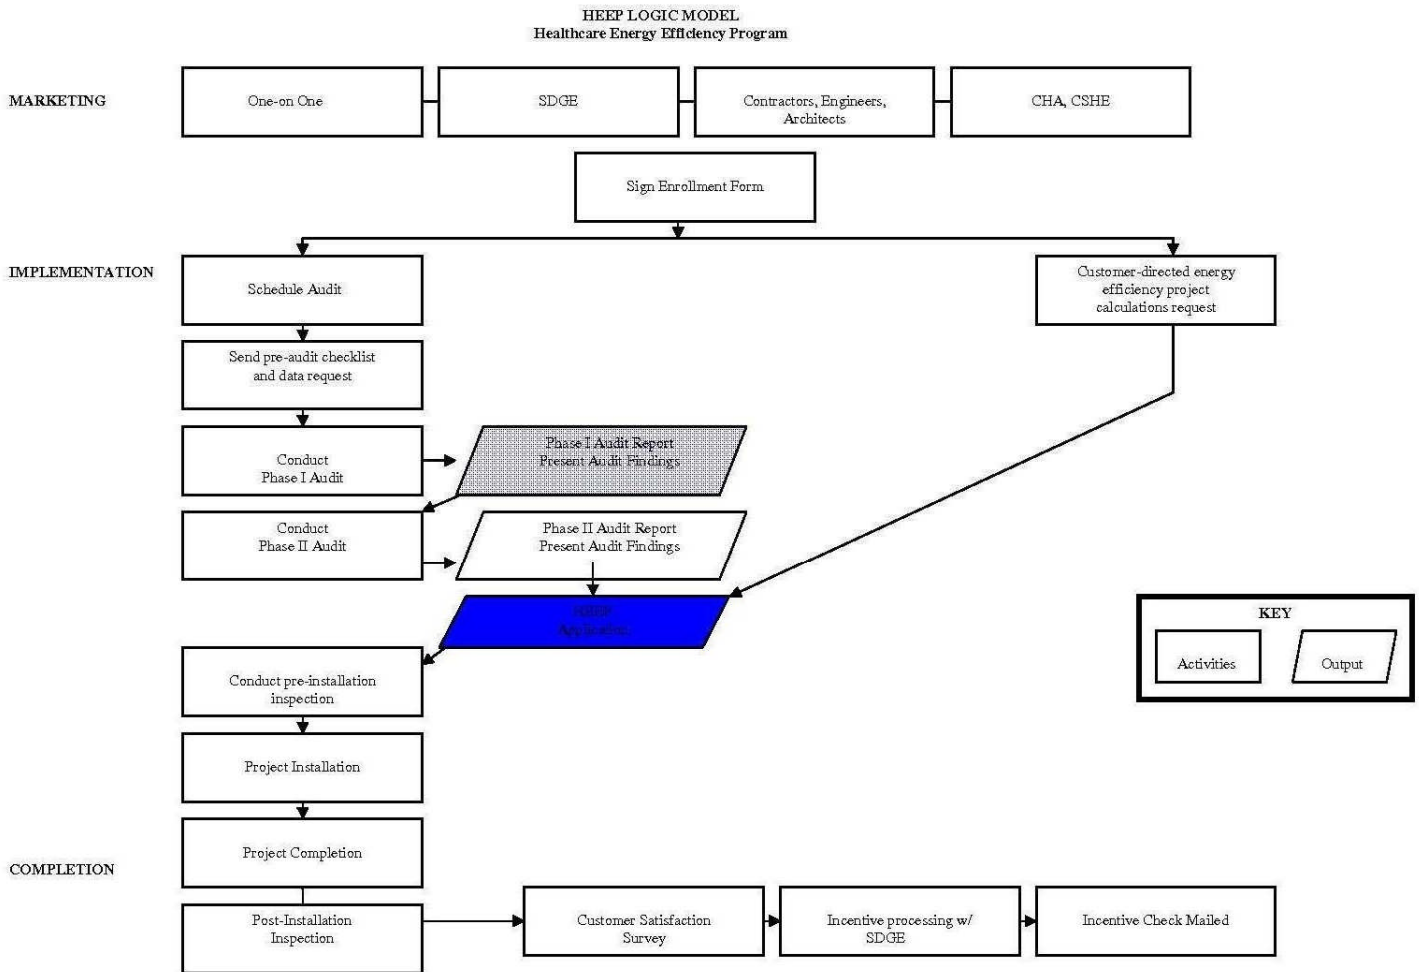 HEEP LOGIC MODEL
Healthcare Energy Efficiency Program
MARKETING
One-on One
SDGE
Contractors, Engineers,
Architects
CHA, CSHE
Sign Enrollment Form
IMPLEMENTATION
Schedule Audit
Customer-directed energy
efficiency project
calculations request
Send pre-audit checklist
and data request
Conduct
Phase I Audit
Phase I Audit Report
Present Audit Findings
Conduct
Phase II Audit
Phase II Audit Report
Present Audit Findings
HEEP
Application
KEY
Activities
Output
Conduct pre-installation
inspection
Project Installation
Project Completion
COMPLETION
Post-Installation
Inspection
Customer Satisfaction
Survey
Incentive processing w/
SDGE
Incentive Check Mailed